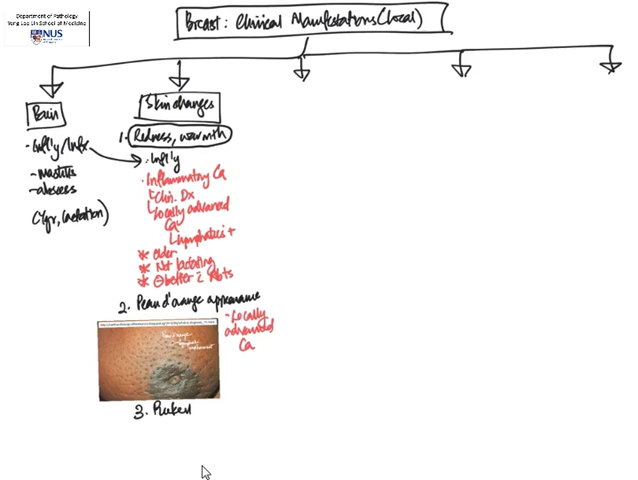 Department of Pathology
Yong Loo Lin School of Medicine
NUS
Breast: Clinical Manifestations (Local)
Pain
Skin changes
1. Redness, warmth
- Infl'y/Infx
- Infl'y
- Mastitis
- abscess
- Inflammatory Ca
Clin. Dx
Locally advanced
Ca
Lymphatics +
* Older
* Not lactating
2. Peau d'orange appearance
- Locally
advanced
Ca
3. Pucker